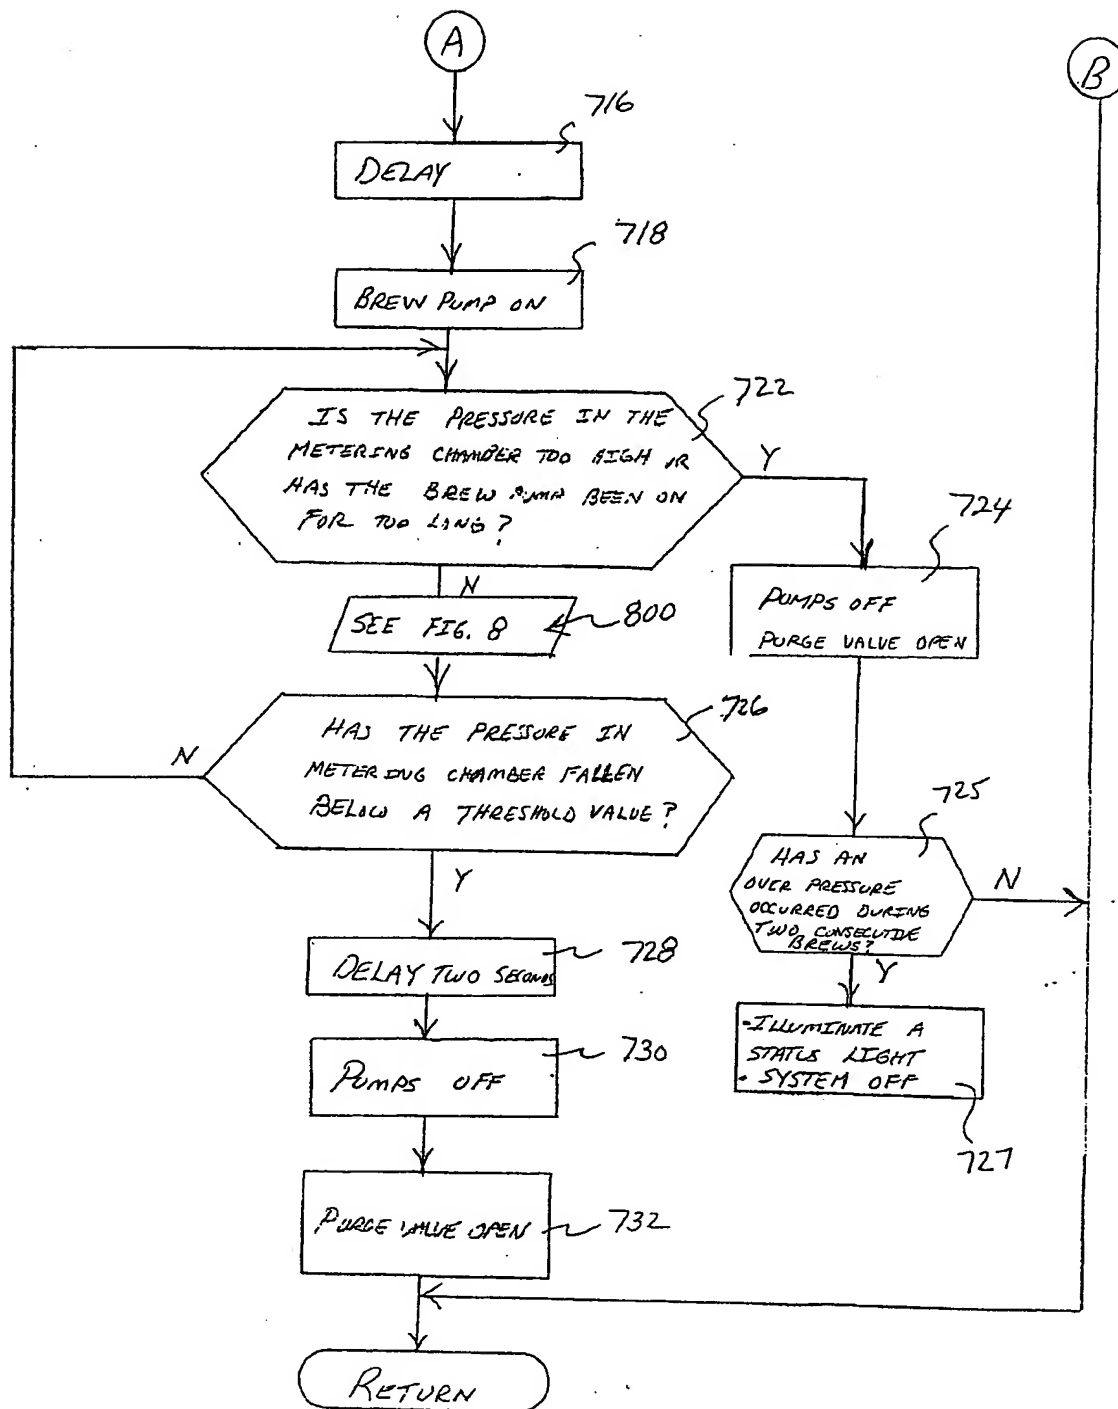 A
B
716
DELAY
718
BREW PUMP ON
722
IS THE PRESSURE IN THE
METERING CHAMBER TOO HIGH OR
HAS THE BREW PUMP BEEN ON
FOR TOO LONG?
Y
N
724
PUMPS OFF
PURGE VALUE OPEN
SEE FIG. 8
800
726
HAS THE PRESSURE IN
METERING CHAMBER FALLEN
BELOW A THRESHOLD VALUE?
N
Y
725
HAS AN
OVER PRESSURE
OCCURRED DURING
TWO CONSECUTIVE
BREWS?
N
Y
728
DELAY TWO SECONDS
730
PUMPS OFF
-ILLUMINATE A
STATUS LIGHT
- SYSTEM OFF
727
PURGE VALUE OPEN
732
RETURN